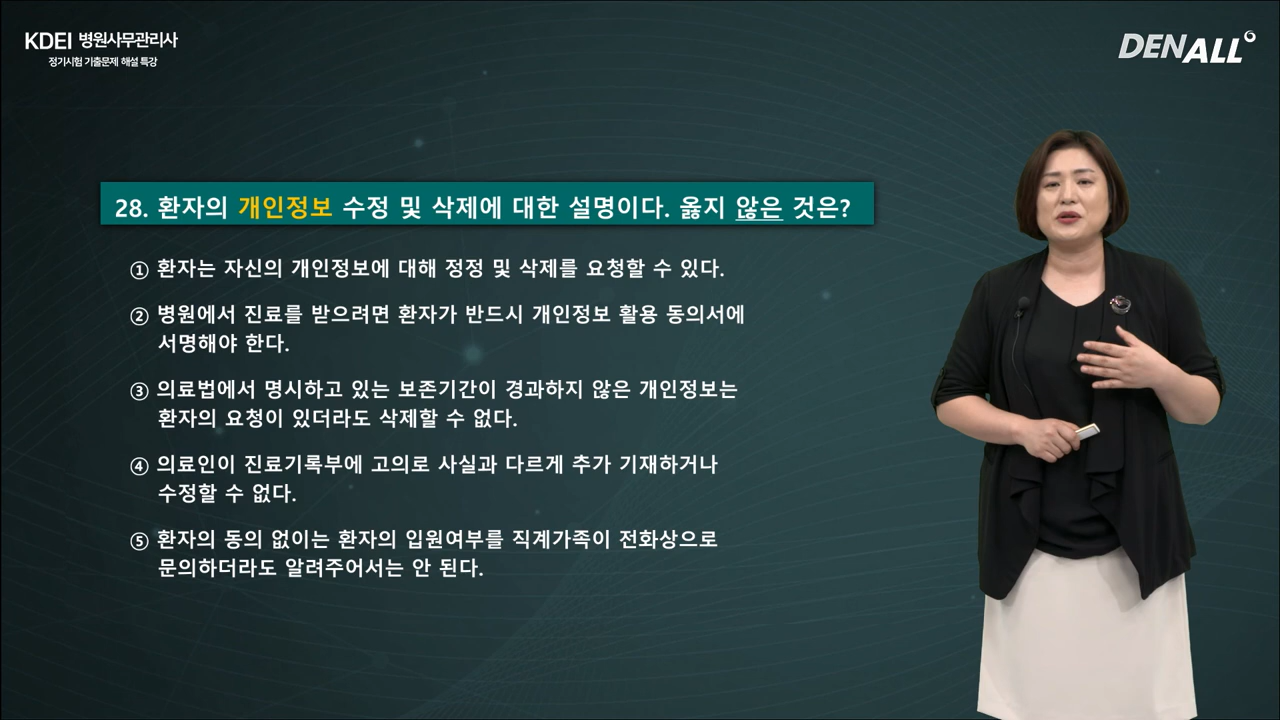 KDEI 병원사무관리사
정기시험 기출문제 해설 특강
DENALL
28. 환자의 개인정보 수정 및 삭제에 대한 설명이다. 옳지 않은 것은?
① 환자는 자신의 개인정보에 대해 정정 및 삭제를 요청할 수 있다.
② 병원에서 진료를 받으려면 환자가 반드시 개인정보 활용 동의서에
서명해야 한다.
③ 의료법에서 명시하고 있는 보존기간이 경과하지 않은 개인정보는
환자의 요청이 있더라도 삭제할 수 없다.
④ 의료인이 진료기록부에 고의로 사실과 다르게 추가 기재하거나
수정할 수 없다.
⑤ 환자의 동의 없이는 환자의 입원여부를 직계가족이 전화상으로
문의하더라도 알려주어서는 안 된다.